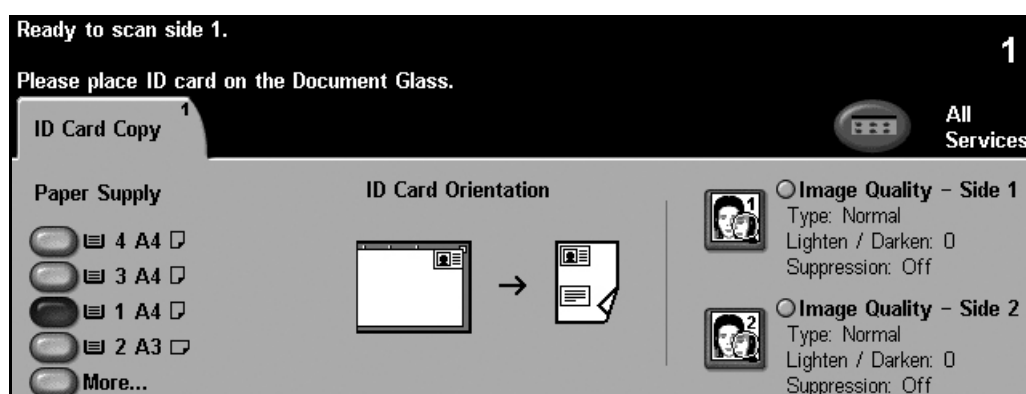 Ready to scan side 1.
1
Please place ID card on the Document Glass.
ID Card Copy 1
All
Services
Paper Supply
4 A4
3 A4
1 A4
2 A3
More...
ID Card Orientation
1
Image Quality - Side 1
Type: Normal
Lighten / Darken: 0
Suppression: Off
2
Image Quality - Side 2
Type: Normal
Lighten / Darken: 0
Suppression: Off